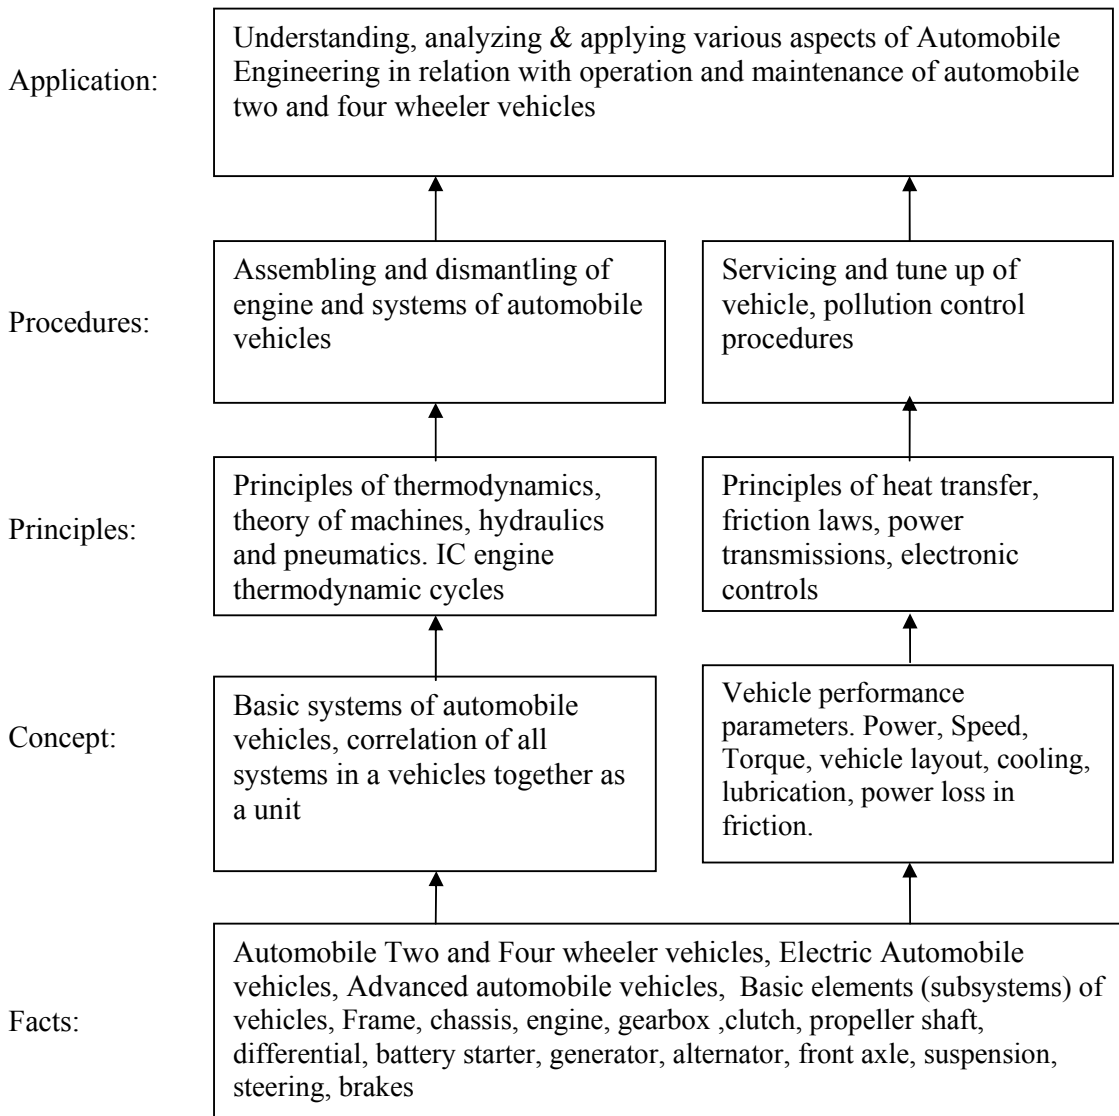 Application:
Understanding, analyzing & applying various aspects of Automobile
Engineering in relation with operation and maintenance of automobile
two and four wheeler vehicles
Procedures:
Assembling and dismantling of
engine and systems of automobile
vehicles
Servicing and tune up of
vehicle, pollution control
procedures
Principles:
Principles of thermodynamics,
theory of machines, hydraulics
and pneumatics. IC engine
thermodynamic cycles
Principles of heat transfer,
friction laws, power
transmissions, electronic
controls
Concept:
Basic systems of automobile
vehicles, correlation of all
systems in a vehicles together as
a unit
Vehicle performance
parameters. Power, Speed,
Torque, vehicle layout, cooling,
lubrication, power loss in
friction.
Facts:
Automobile Two and Four wheeler vehicles, Electric Automobile
vehicles, Advanced automobile vehicles, Basic elements (subsystems) of
vehicles, Frame, chassis, engine, gearbox ,clutch, propeller shaft,
differential, battery starter, generator, alternator, front axle, suspension,
steering, brakes